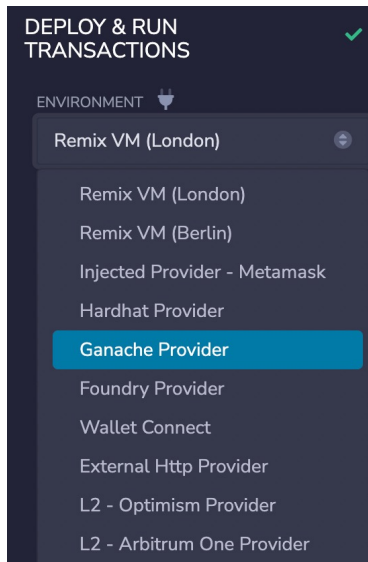 DEPLOY & RUN
TRANSACTIONS
ENVIRONMENT
Remix VM (London)
Remix VM (London)
Remix VM (Berlin)
Injected Provider - Metamask
Hardhat Provider
Ganache Provider
Foundry Provider
Wallet Connect
External Http Provider
L2 - Optimism Provider
L2 - Arbitrum One Provider